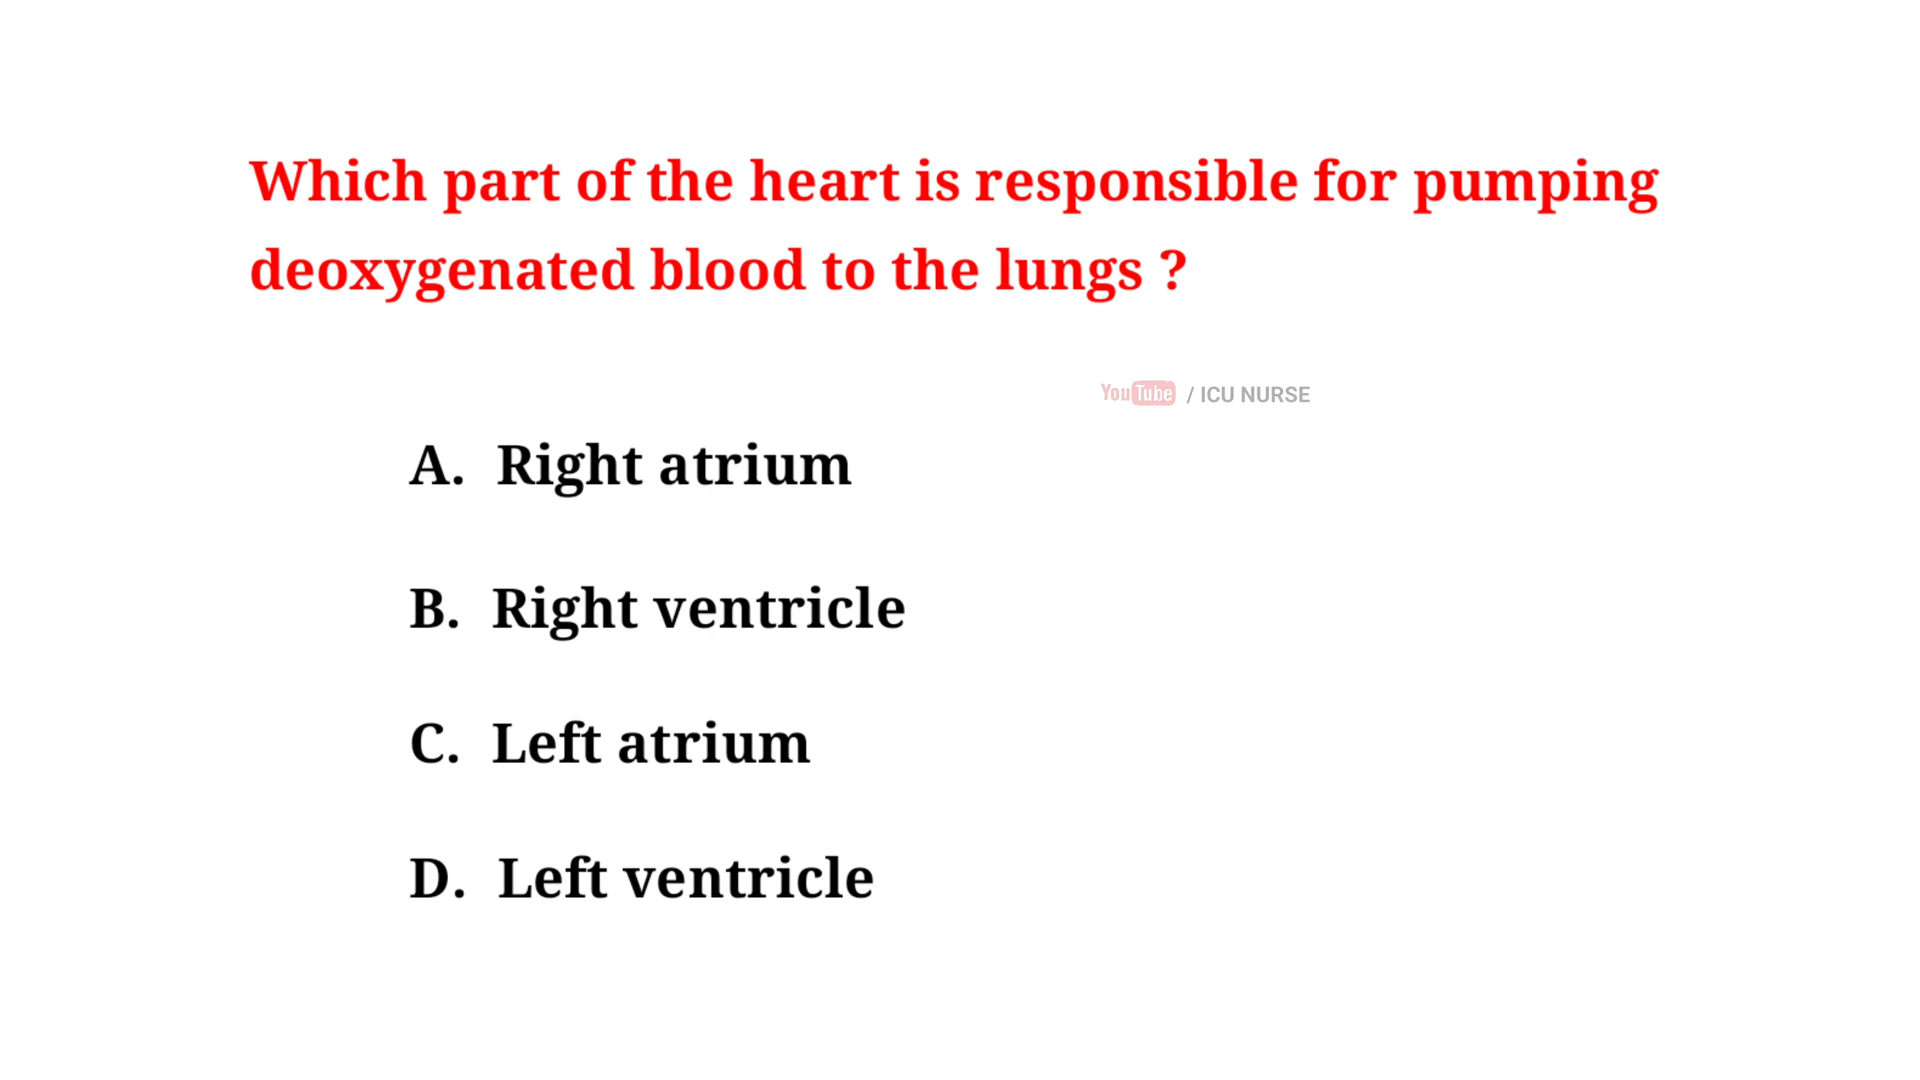 Which part of the heart is responsible for pumping
deoxygenated blood to the lungs ?
YouTube / ICU NURSE
A. Right atrium
B. Right ventricle
C. Left atrium
D. Left ventricle